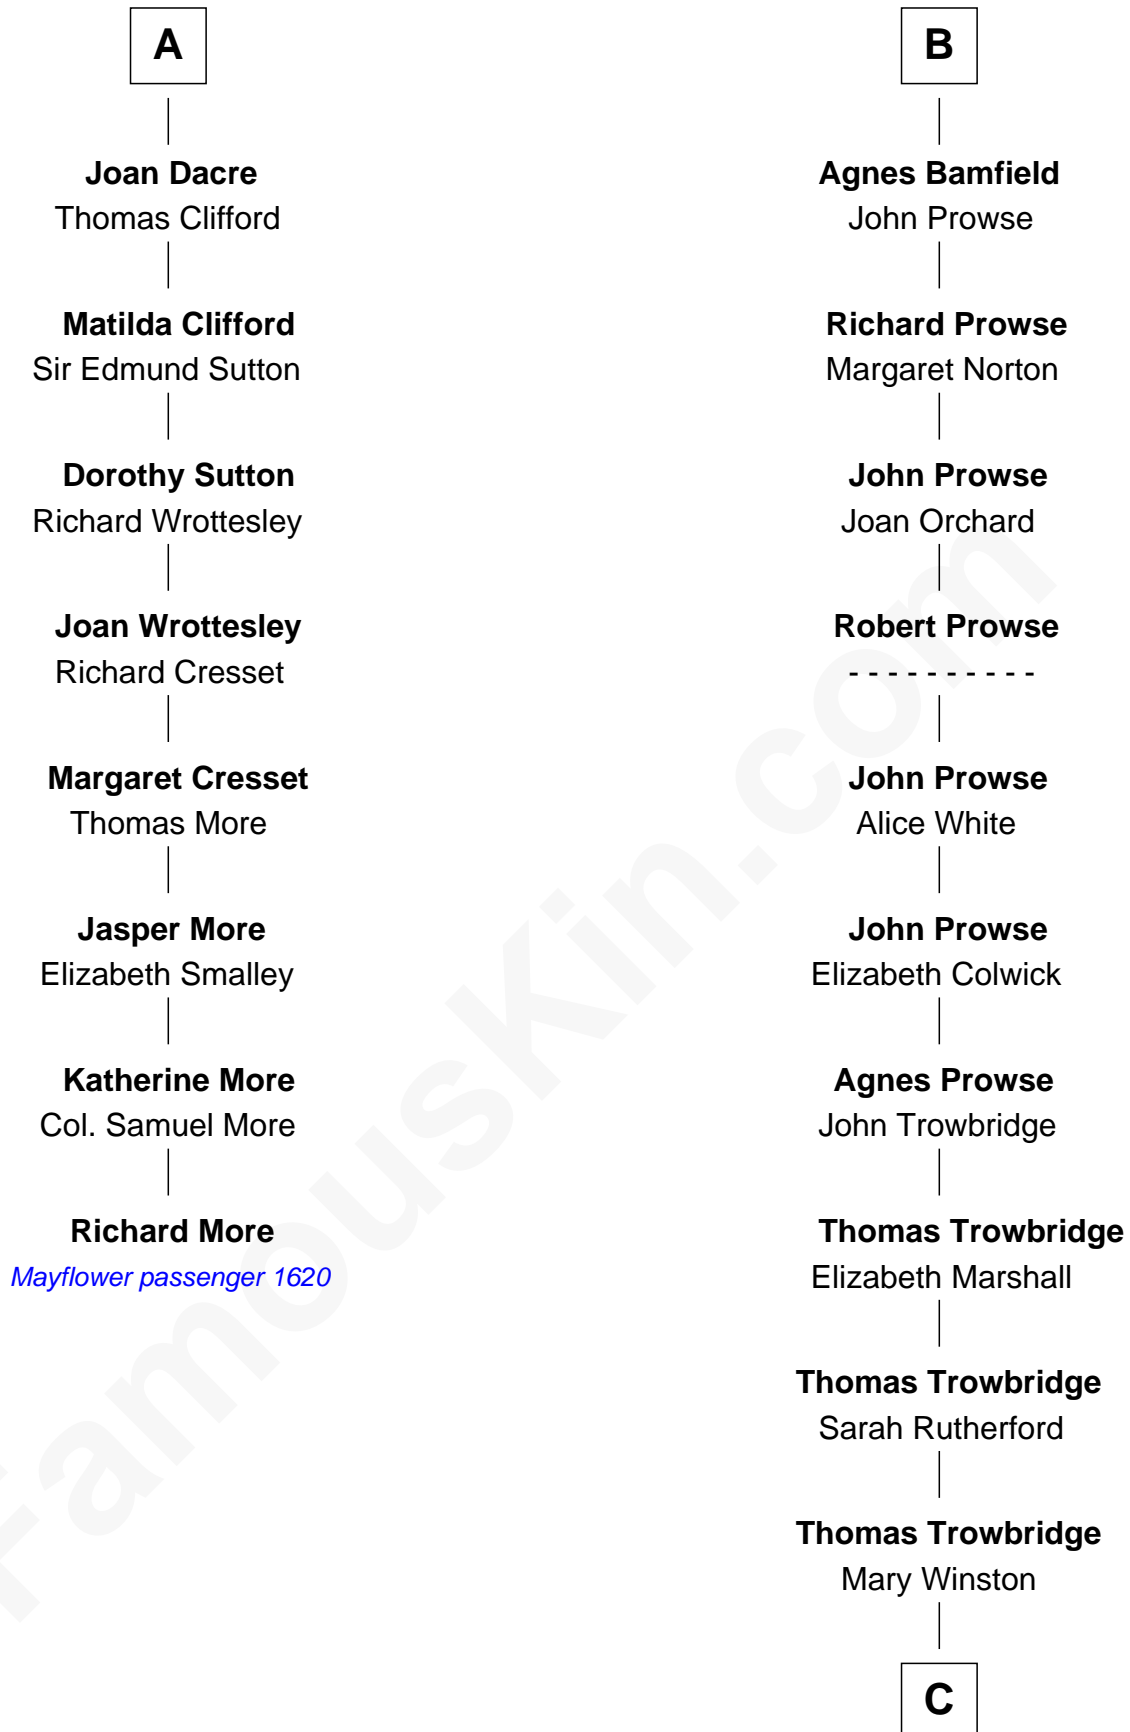 A
Joan Dacre
Thomas Clifford
Matilda Clifford
Sir Edmund Sutton
Dorothy Sutton
Richard Wrottesley
Joan Wrottesley
Richard Cresset
Margaret Cresset
Thomas More
Jasper More
Elizabeth Smalley
Katherine More
Col. Samuel More
Richard More
Mayflower passenger 1620
B
Agnes Bamfield
John Prowse
Richard Prowse
Margaret Norton
John Prowse
Joan Orchard
Robert Prowse
- - - - - - - - - -
John Prowse
Alice White
John Prowse
Elizabeth Colwick
Agnes Prowse
John Trowbridge
Thomas Trowbridge
Elizabeth Marshall
Thomas Trowbridge
Sarah Rutherford
Thomas Trowbridge
Mary Winston
C
FamousKin.com